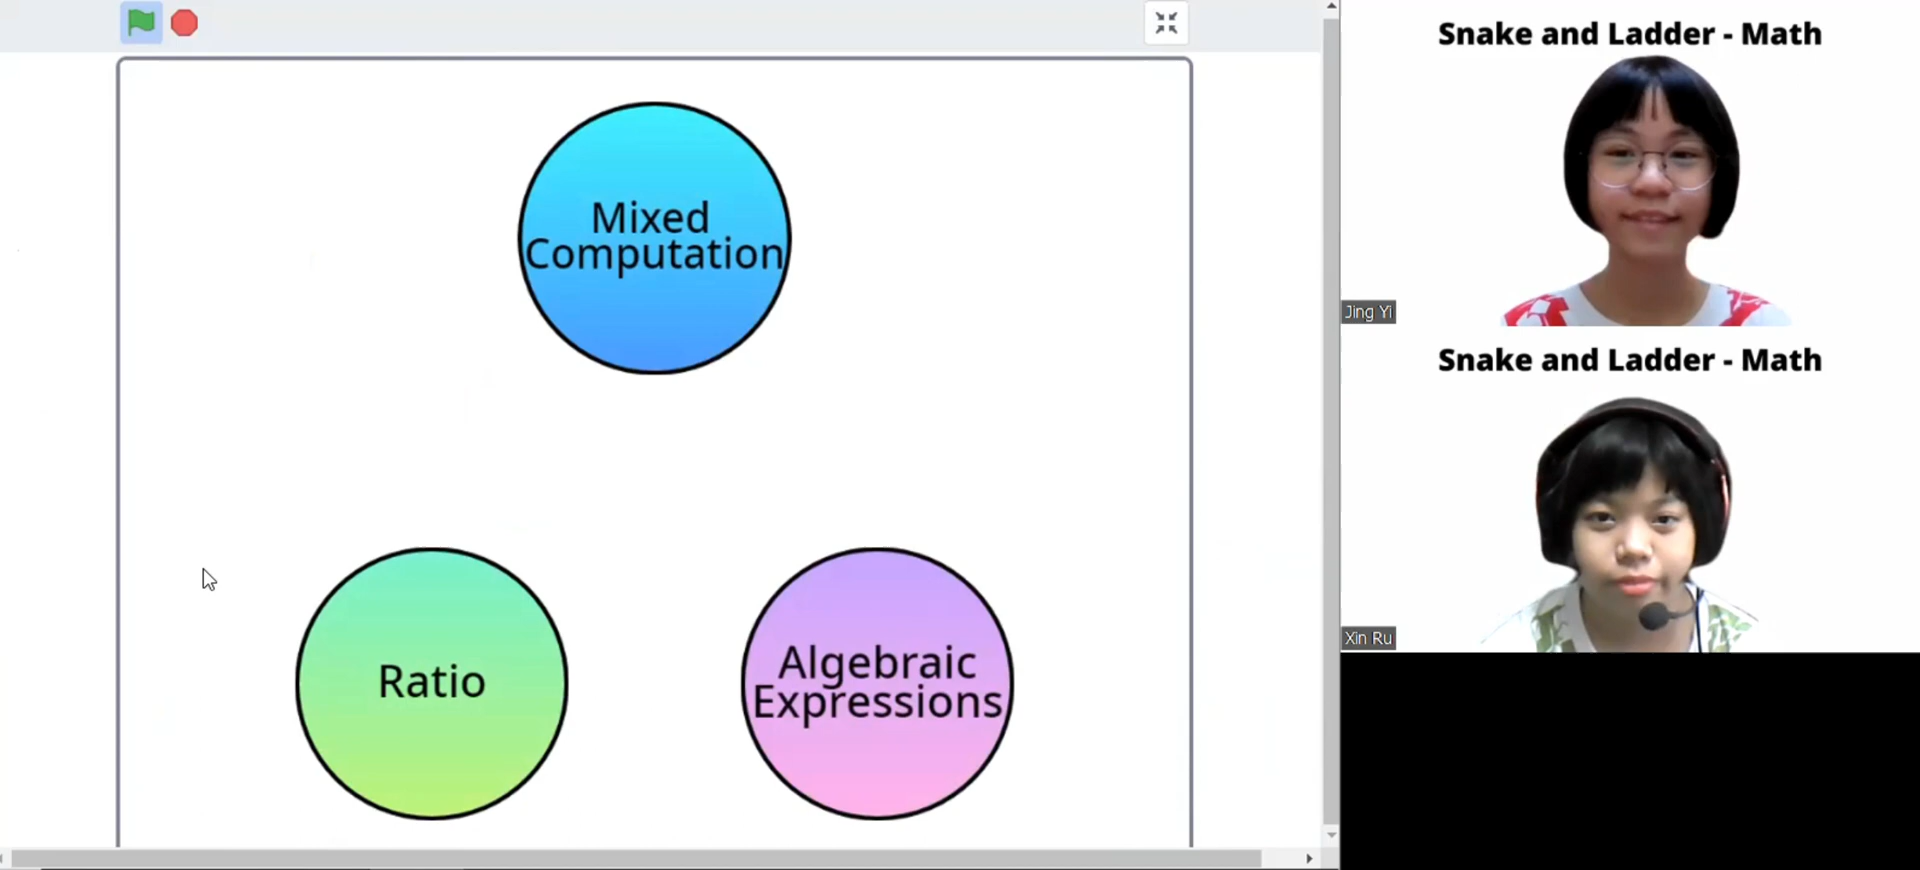 Mixed
Computation
Ratio
Algebraic
Expressions
Snake and Ladder - Math
Jing Yi
Snake and Ladder - Math
Xin Ru